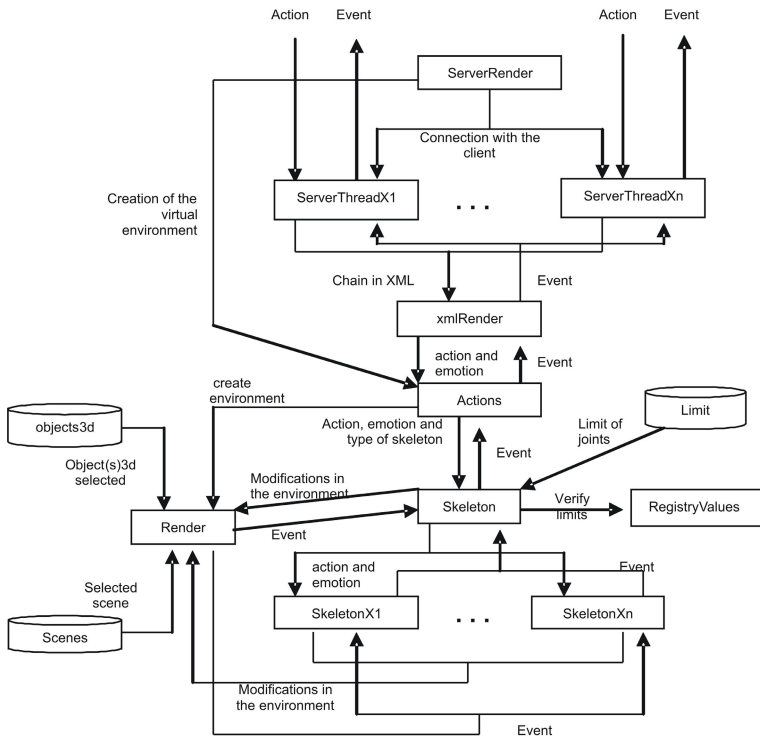 Action
Event
Action
Event
ServerRender
Connection with the
client
Creation of the
virtual
environment
ServerThreadX1
. . .
ServerThreadXn
Chain in XML
Event
xmlRender
action and
emotion
Event
create
environment
Actions
objects3d
Limit
Action, emotion and
type of skeleton
Limit of
joints
Event
Object(s)3d
selected
Modifications in
the environment
Skeleton
Verify
limits
RegistryValues
Render
Event
action and
emotion
Event
Selected
scene
SkeletonX1
. . .
SkeletonXn
Scenes
Modifications in
the environment
Event